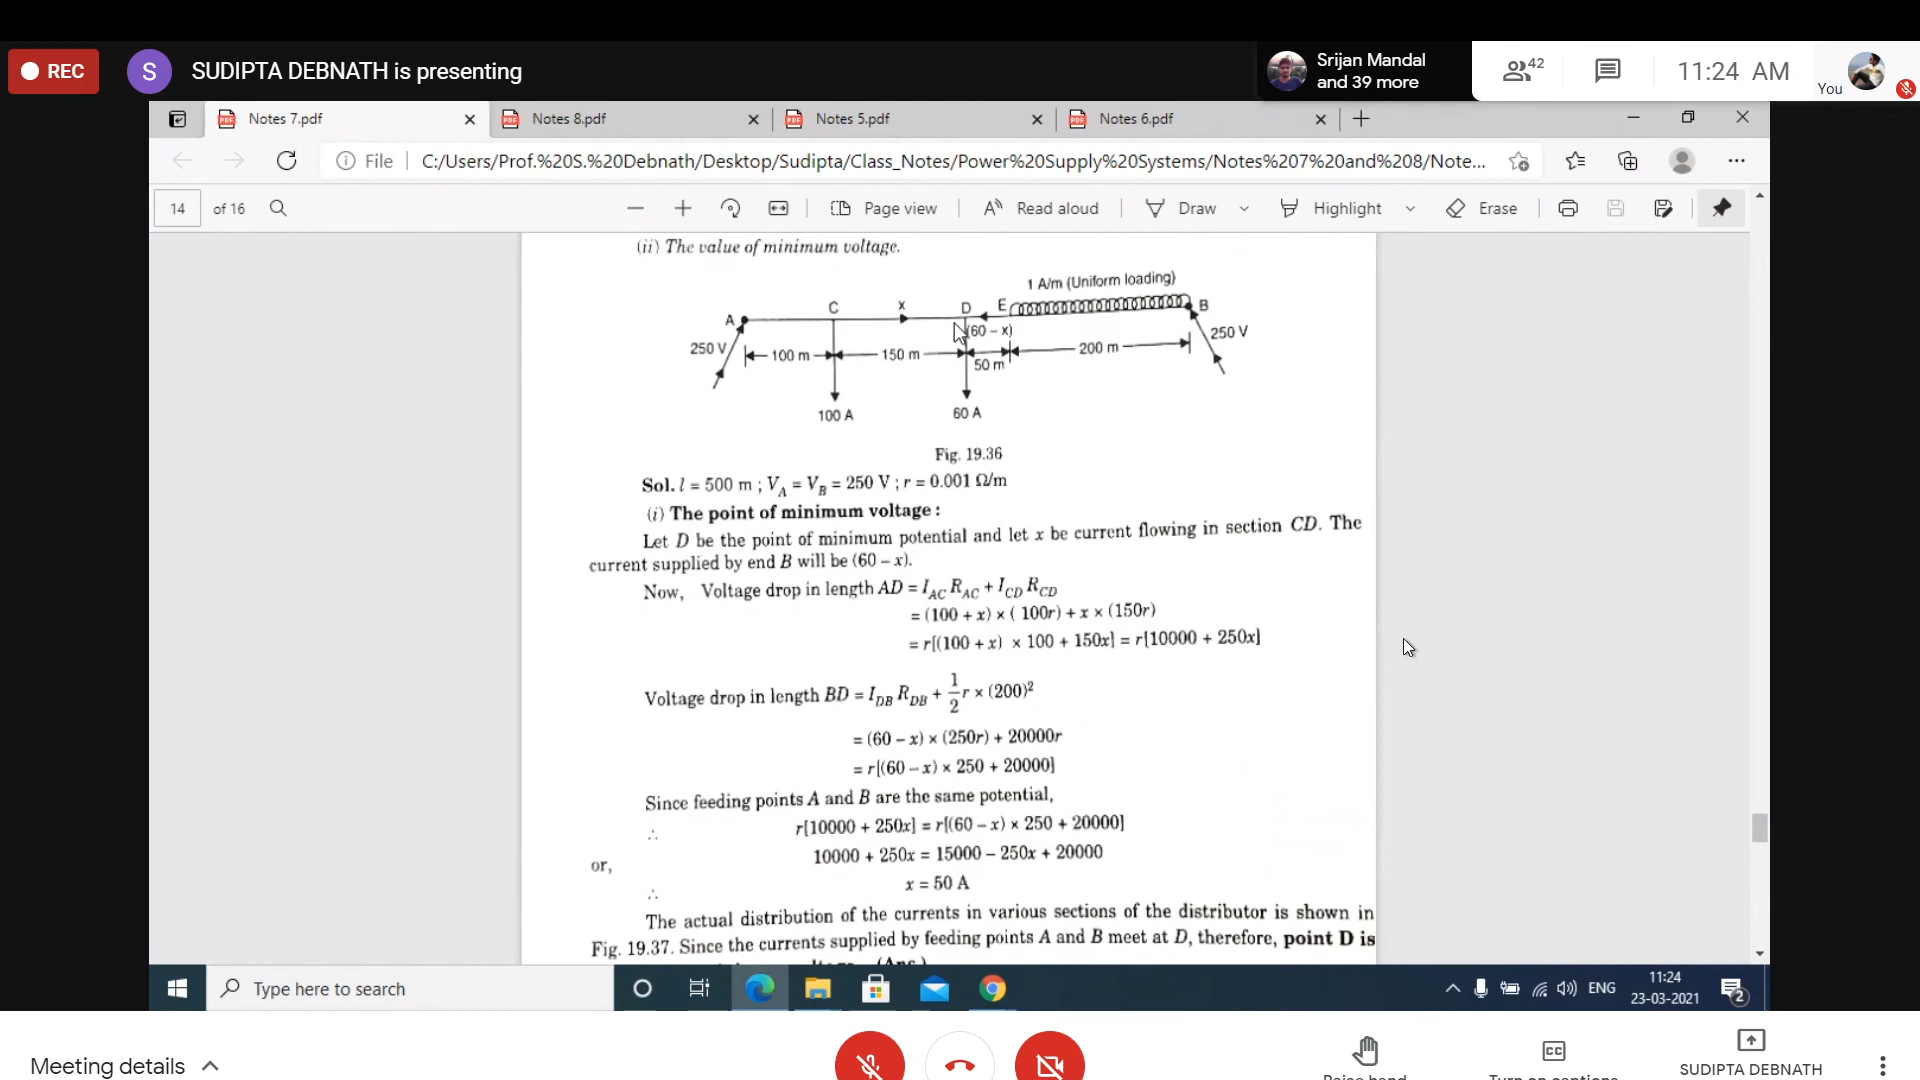 REC
S
SUDIPTA DEBNATH is presenting
Srijan Mandal
and 39 more
42
11:24 AM
You
Notes 7.pdf
Notes 8.pdf
Notes 5.pdf
Notes 6.pdf
File
C:/Users/Prof.%20S.%20Debnath/Desktop/Sudipta/Class_Notes/Power%20Supply%20Systems/Notes%207%20and%208/Note...
14 of 16
Page view
Read aloud
Draw
Highlight
Erase
(ii) The value of minimum voltage.
1 A/m (Uniform loading)
A
C
x
D
E
B
(60 – x)
250 V
250 V
100 m
150 m
50 m
200 m
100 A
60 A
Fig. 19.36
Sol. l = 500 m ; V_A = V_B = 250 V ; r = 0.001 Ω/m
(i) The point of minimum voltage :
Let D be the point of minimum potential and let x be current flowing in section CD. The
current supplied by end B will be (60 – x).
Now, Voltage drop in length AD = I_AC R_AC + I_CD R_CD
= (100 + x) × ( 100r) + x × (150r)
= r[(100 + x) × 100 + 150x] = r[10000 + 250x]
Voltage drop in length BD = I_DB R_DB + 1/2 r × (200)²
= (60 – x) × (250r) + 20000r
= r[(60 – x) × 250 + 20000]
Since feeding points A and B are the same potential,
∴ r[10000 + 250x] = r[(60 – x) × 250 + 20000]
or, 10000 + 250x = 15000 – 250x + 20000
∴ x = 50 A
The actual distribution of the currents in various sections of the distributor is shown in
Fig. 19.37. Since the currents supplied by feeding points A and B meet at D, therefore, point D is
(Ans.)
Type here to search
ENG
11:24
23-03-2021
2
Meeting details
Raise hand
Turn on captions
SUDIPTA DEBNATH